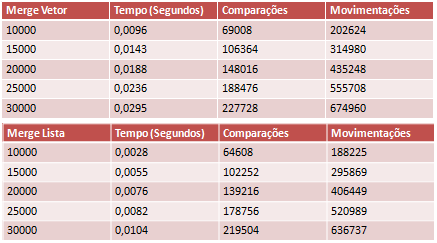 Merge Vetor Tempo (Segundos) Comparações Movimentações
10000 0,0096 69008 202624
15000 0,0143 106364 314980
20000 0,0188 148016 435248
25000 0,0236 188476 555708
30000 0,0295 227728 674960
Merge Lista Tempo (Segundos) Comparações Movimentações
10000 0,0028 64608 188225
15000 0,0055 102252 295869
20000 0,0076 139216 406449
25000 0,0082 178756 520989
30000 0,0104 219504 636737